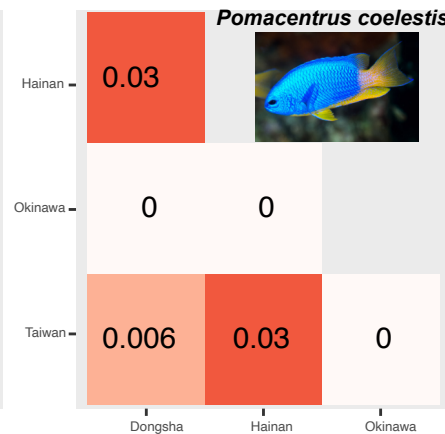 Pomacentrus coelestis
Hainan 0.03
Okinawa 0 0
Taiwan 0.006 0.03 0
Dongsha Hainan Okinawa